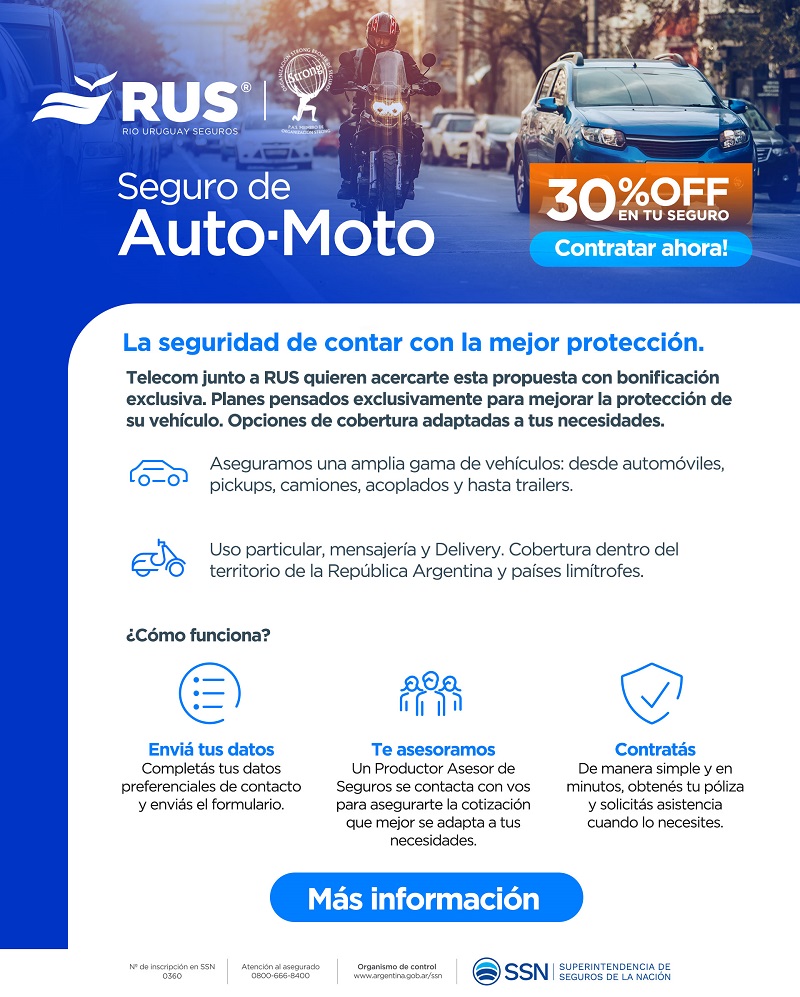 RUS®
RIO URUGUAY SEGUROS
Strong
Seguro de
Auto·Moto
30%OFF
EN TU SEGURO
Contratar ahora!
La seguridad de contar con la mejor protección.
Telecom junto a RUS quieren acercarte esta propuesta con bonificación
exclusiva. Planes pensados exclusivamente para mejorar la protección de
su vehículo. Opciones de cobertura adaptadas a tus necesidades.
Aseguramos una amplia gama de vehículos: desde automóviles,
pickups, camiones, acoplados y hasta trailers.
Uso particular, mensajería y Delivery. Cobertura dentro del
territorio de la República Argentina y países limítrofes.
¿Cómo funciona?
Enviá tus datos
Completás tus datos
preferenciales de contacto
y enviás el formulario.
Te asesoramos
Un Productor Asesor de
Seguros se contacta con vos
para asegurarte la cotización
que mejor se adapta a tus
necesidades.
Contratás
De manera simple y en
minutos, obtenés tu póliza
y solicitás asistencia
cuando lo necesites.
Más información
Nº de inscripción en SSN
0360
Atención al asegurado
0800-666-8400
Organismo de control
www.argentina.gob.ar/ssn
SSN
SUPERINTENDENCIA DE
SEGUROS DE LA NACIÓN